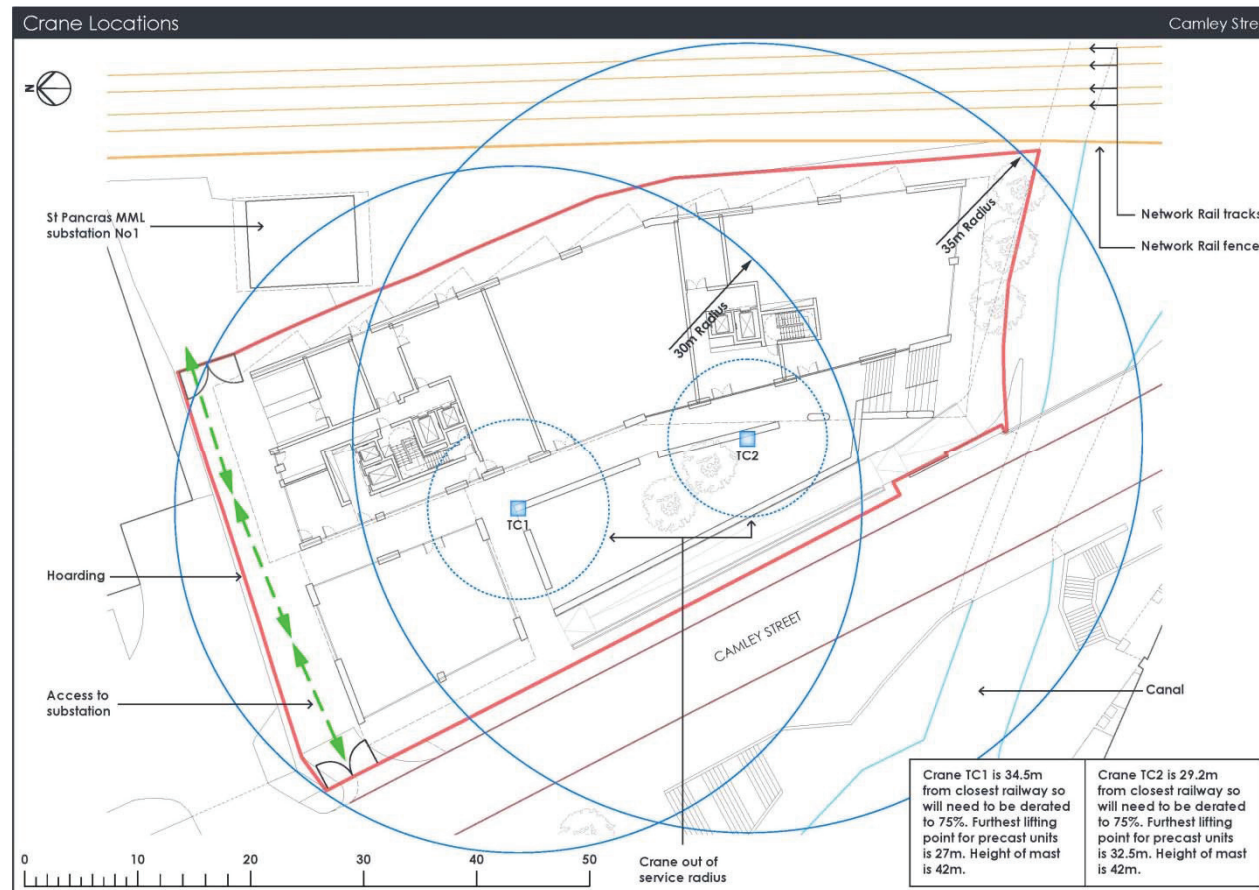 Crane Locations
Camley Stre
N
St Pancras MML
substation No1
Network Rail tracks
Network Rail fence
35m Radius
30m Radius
TC2
TC1
Hoarding
CAMLEY STREET
Access to
substation
Canal
Crane TC1 is 34.5m
from closest railway so
will need to be derated
to 75%. Furthest lifting
point for precast units
is 27m. Height of mast
is 42m.
Crane TC2 is 29.2m
from closest railway so
will need to be derated
to 75%. Furthest lifting
point for precast units
is 32.5m. Height of mast
is 42m.
0 10 20 30 40 50
Crane out of
service radius